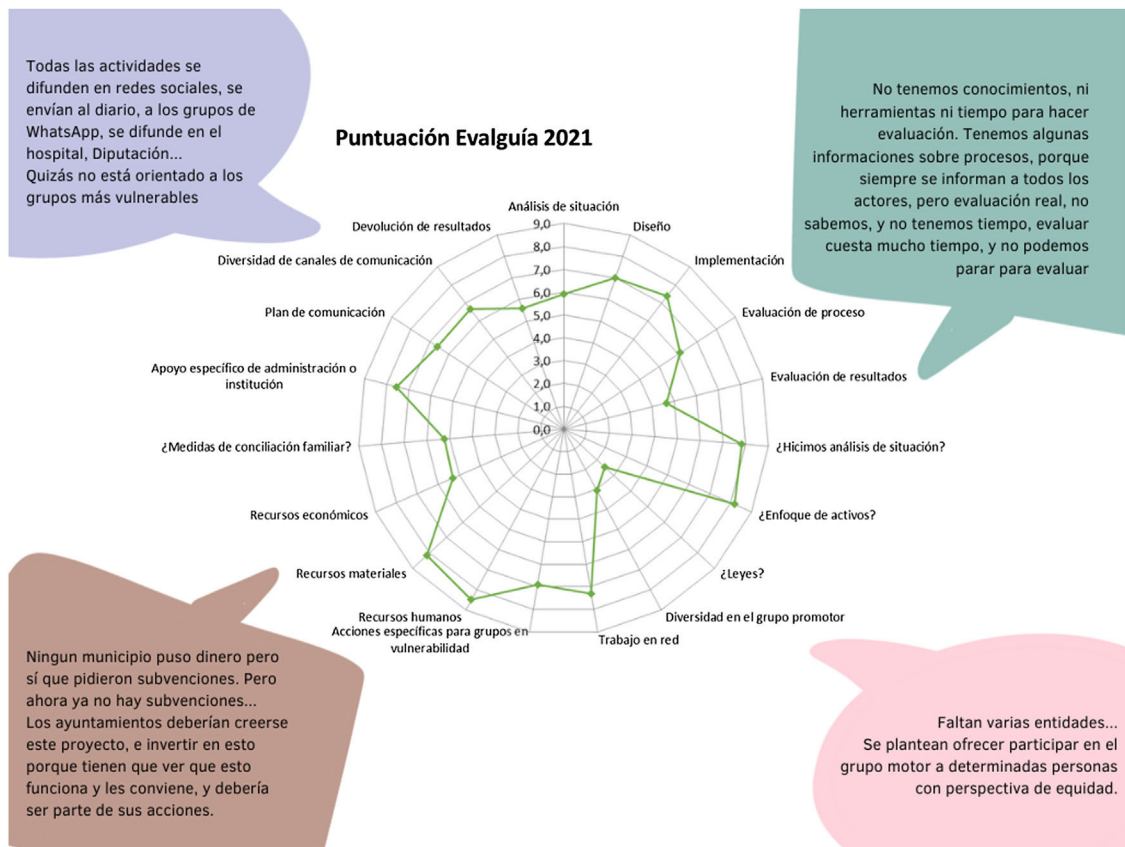 Todas las actividades se
difunden en redes sociales, se
envían al diario, a los grupos de
WhatsApp, se difunde en el
hospital, Diputación...
Quizás no está orientado a los
grupos más vulnerables
No tenemos conocimientos, ni
herramientas ni tiempo para hacer
evaluación. Tenemos algunas
informaciones sobre procesos, porque
siempre se informan a todos los
actores, pero evaluación real, no
sabemos, y no tenemos tiempo, evaluar
cuesta mucho tiempo, y no podemos
parar para evaluar
Puntuación Evalguía 2021
Análisis de situación
Diseño
Implementación
Evaluación de proceso
Evaluación de resultados
¿Hicimos análisis de situación?
¿Enfoque de activos?
¿Leyes?
Diversidad en el grupo promotor
Trabajo en red
Acciones específicas para grupos en
vulnerabilidad
Recursos humanos
Recursos materiales
Recursos económicos
¿Medidas de conciliación familiar?
Apoyo específico de administración o
institución
Plan de comunicación
Diversidad de canales de comunicación
Devolución de resultados
9,0
8,0
7,0
6,0
5,0
4,0
3,0
2,0
1,0
0,0
Ningun municipio puso dinero pero
sí que pidieron subvenciones. Pero
ahora ya no hay subvenciones...
Los ayuntamientos deberían creerse
este proyecto, e invertir en esto
porque tienen que ver que esto
funciona y les conviene, y debería
ser parte de sus acciones.
Faltan varias entidades...
Se plantean ofrecer participar en el
grupo motor a determinadas personas
con perspectiva de equidad.